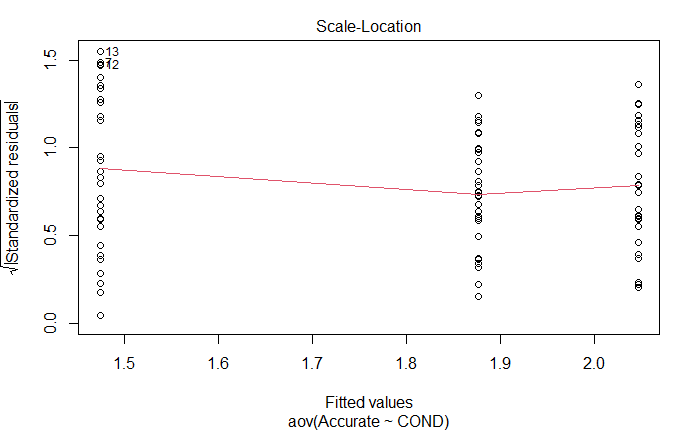 Scale-Location
√|Standardized residuals|
1.5
1.0
0.5
0.0
13
12
1.5 1.6 1.7 1.8 1.9 2.0
Fitted values
aov(Accurate ~ COND)